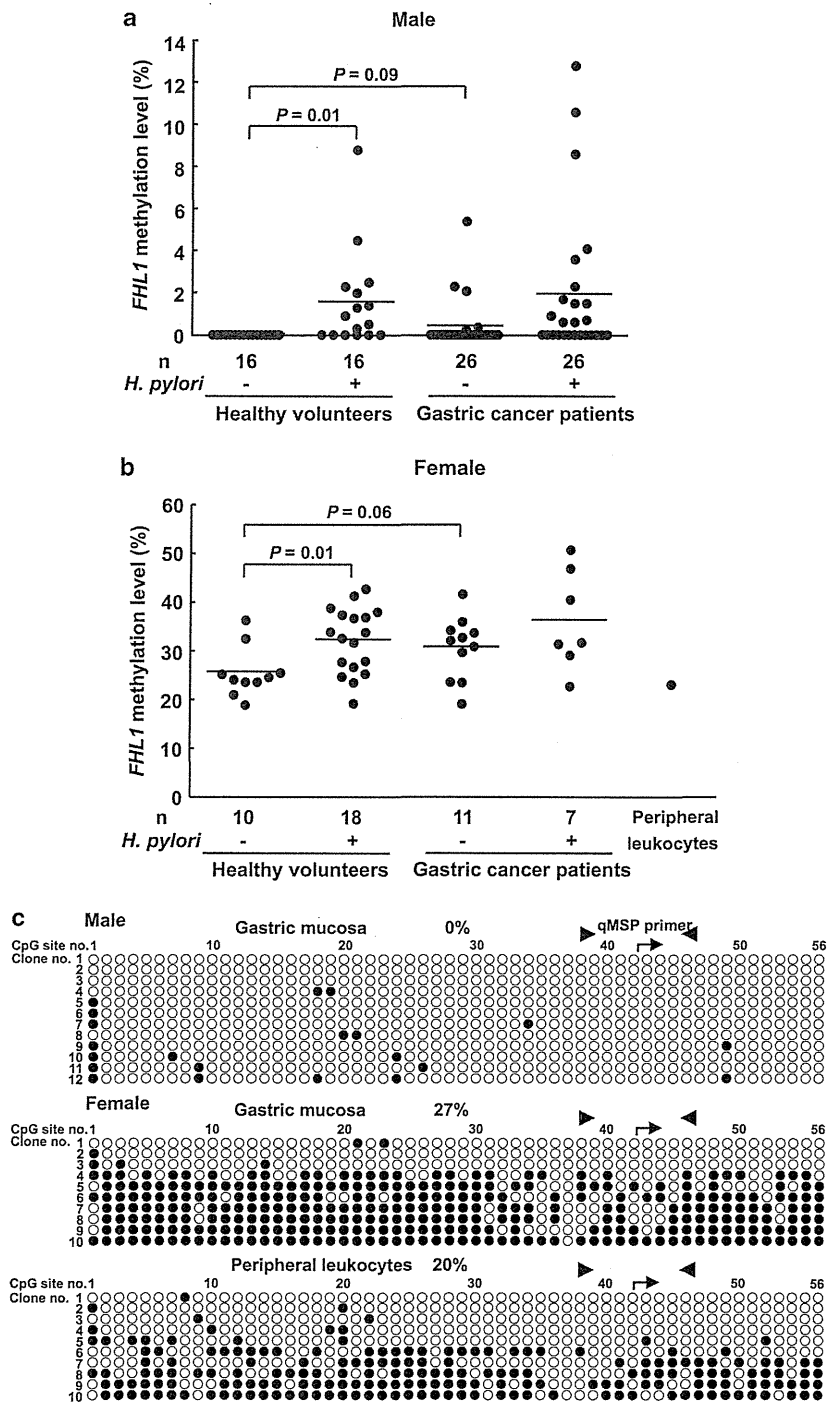 a
Male
14
12
10
8
6
4
2
0
FHL1 methylation level (%)
P = 0.09
P = 0.01
n 16 16 26 26
H. pylori - + - +
Healthy volunteers Gastric cancer patients
b
Female
60
50
40
30
20
10
0
FHL1 methylation level (%)
P = 0.06
P = 0.01
n 10 18 11 7 Peripheral
H. pylori - + - + leukocytes
Healthy volunteers Gastric cancer patients
c
Male
Gastric mucosa 0% qMSP primer
CpG site no. 1 10 20 30 40 50 56
Clone no. 1
2
3
4
5
6
7
8
9
10
11
12
Female
Gastric mucosa 27%
CpG site no. 1 10 20 30 40 50 56
Clone no. 1
2
3
4
5
6
7
8
9
10
Peripheral leukocytes 20%
CpG site no. 1 10 20 30 40 50 56
Clone no. 1
2
3
4
5
6
7
8
9
10